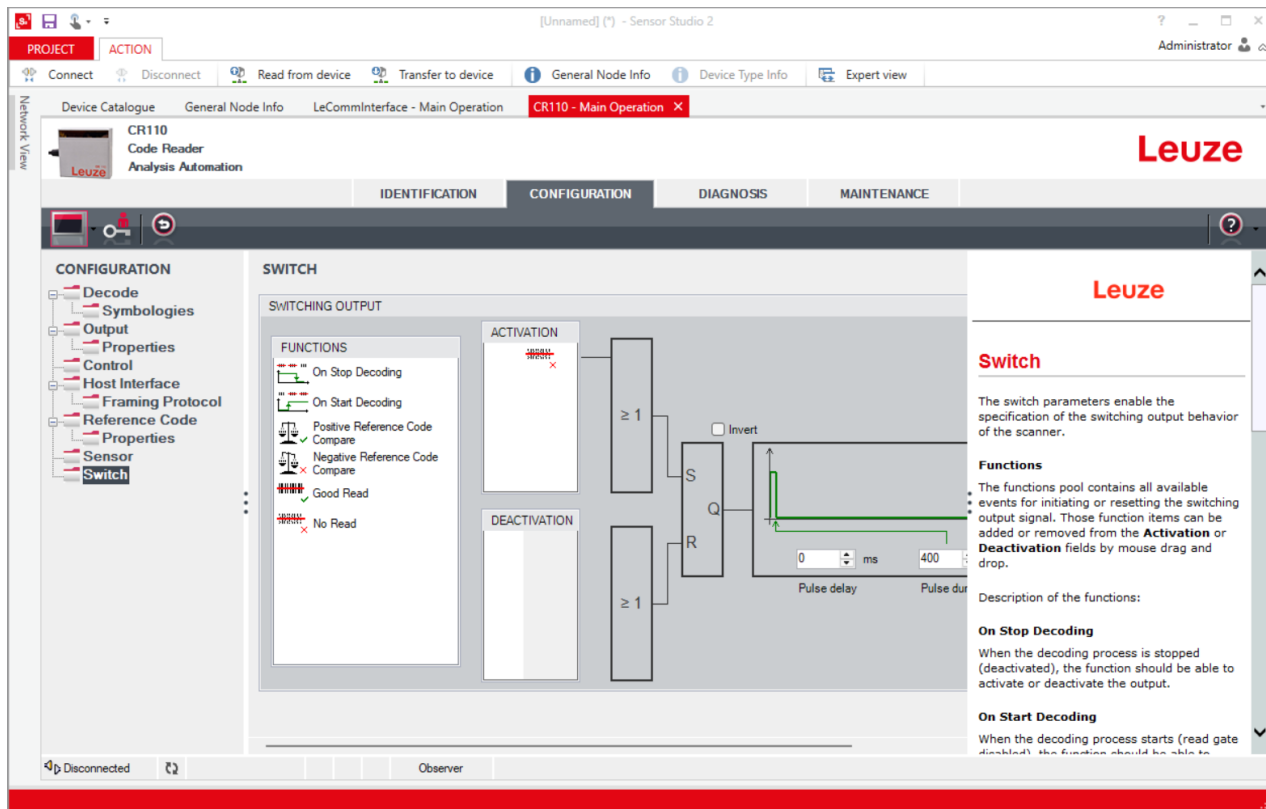 [Unnamed] (*) - Sensor Studio 2
PROJECT
ACTION
Administrator
Connect
Disconnect
Read from device
Transfer to device
General Node Info
Device Type Info
Expert view
Network View
Device Catalogue
General Node Info
LeCommInterface - Main Operation
CR110 - Main Operation
CR110
Code Reader
Analysis Automation
Leuze
Leuze
IDENTIFICATION
CONFIGURATION
DIAGNOSIS
MAINTENANCE
CONFIGURATION
Decode
Symbologies
Output
Properties
Control
Host Interface
Framing Protocol
Reference Code
Properties
Sensor
Switch
SWITCH
SWITCHING OUTPUT
FUNCTIONS
On Stop Decoding
On Start Decoding
Positive Reference Code
Compare
Negative Reference Code
Compare
Good Read
No Read
ACTIVATION
DEACTIVATION
≥ 1
≥ 1
Invert
S
Q
R
0 ms
400
Pulse delay
Pulse dur
Leuze
Switch
The switch parameters enable the
specification of the switching output behavior
of the scanner.
Functions
The functions pool contains all available
events for initiating or resetting the switching
output signal. Those function items can be
added or removed from the Activation or
Deactivation fields by mouse drag and
drop.
Description of the functions:
On Stop Decoding
When the decoding process is stopped
(deactivated), the function should be able to
activate or deactivate the output.
On Start Decoding
When the decoding process starts (read gate
disabled), the function should be able to
Disconnected
Observer